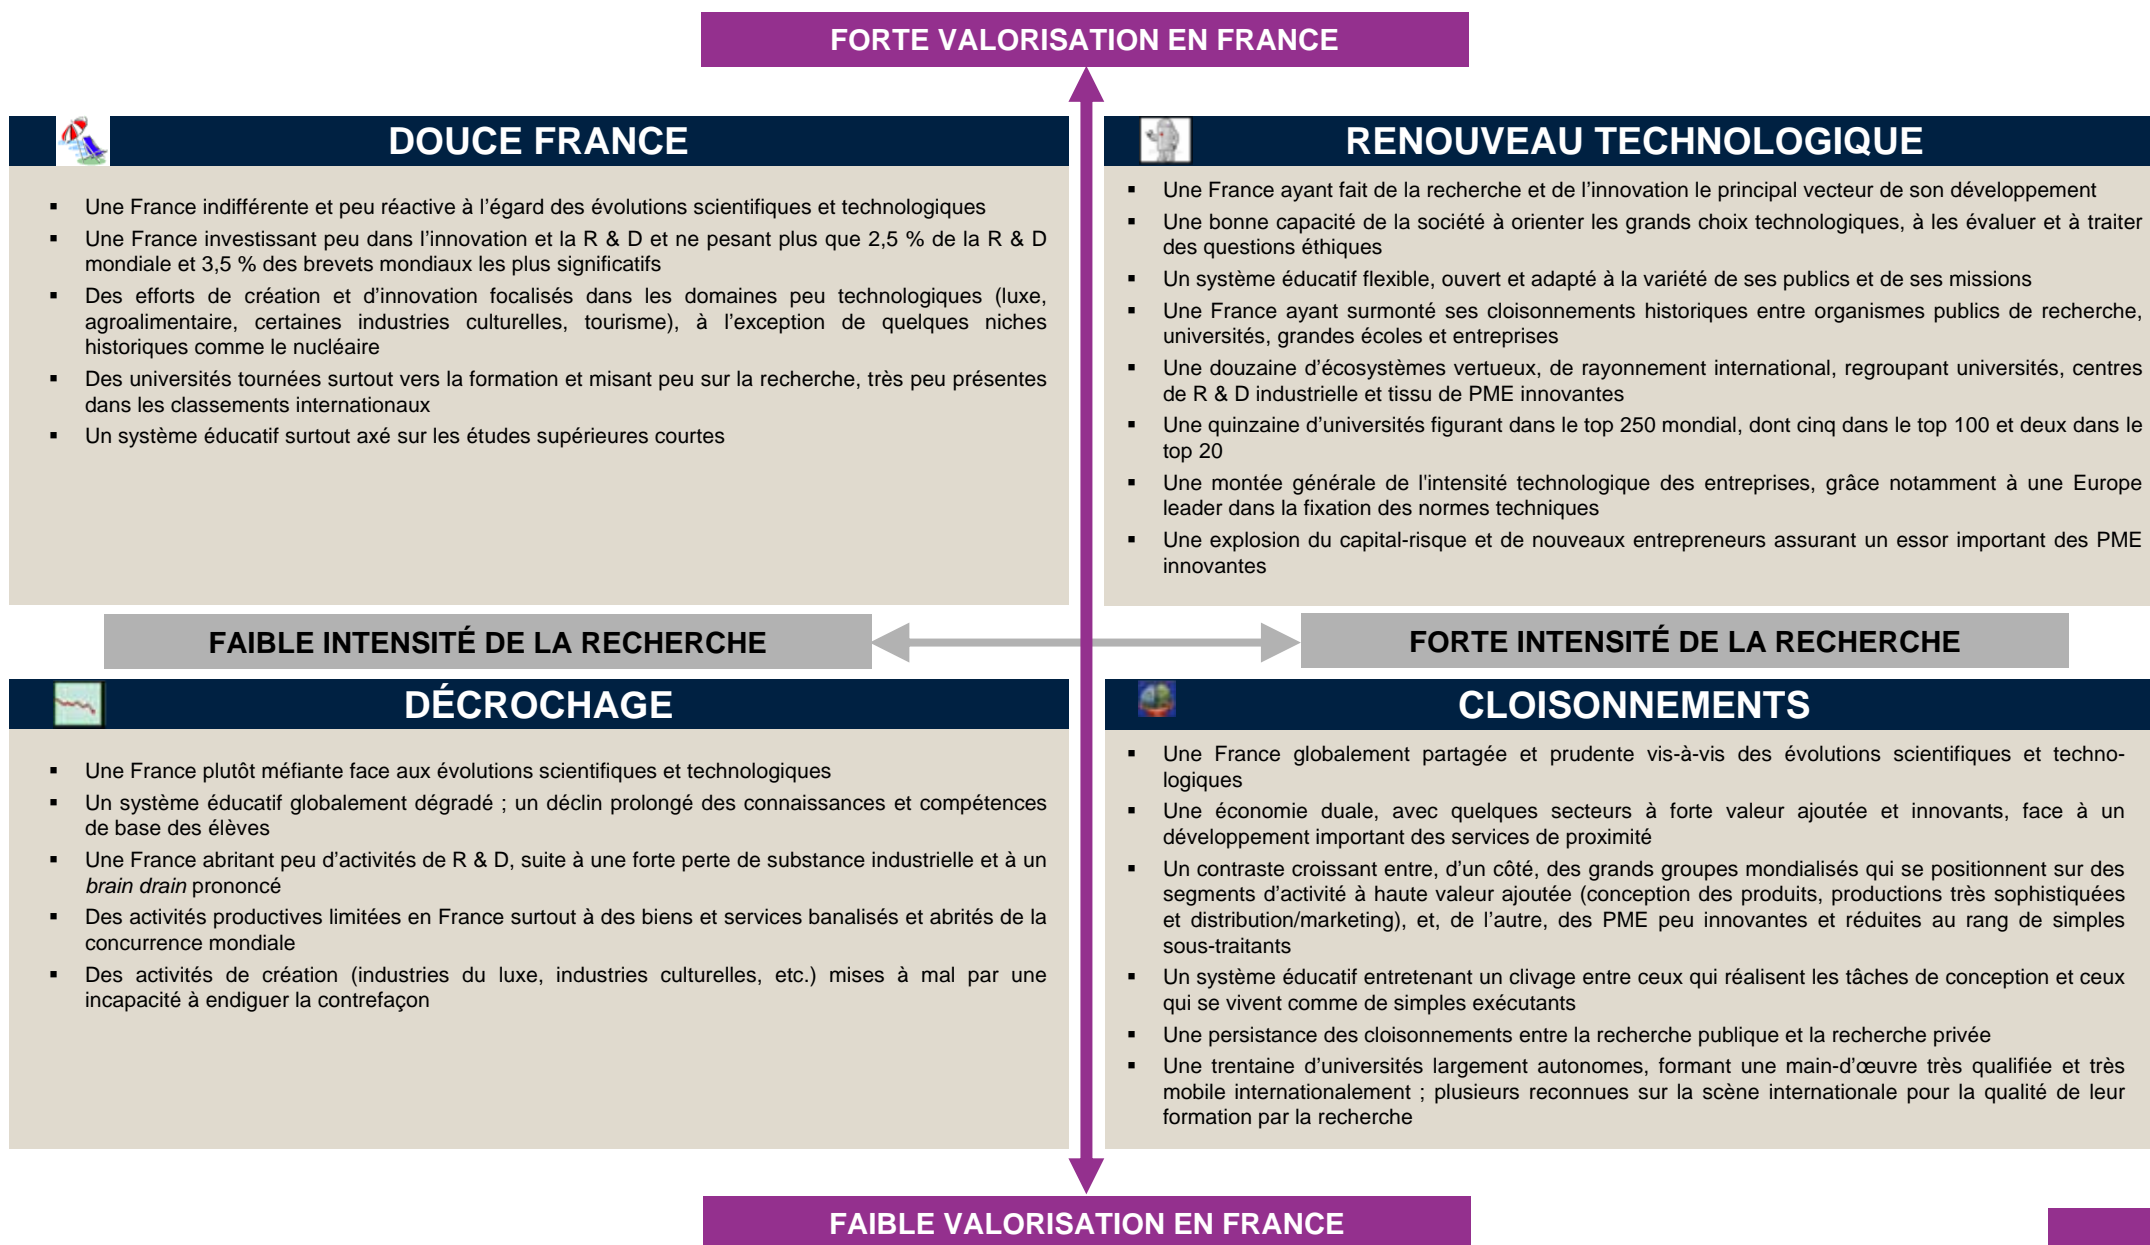 FORTE VALORISATION EN FRANCE
DOUCE FRANCE
▪ Une France indifférente et peu réactive à l’égard des évolutions scientifiques et technologiques
▪ Une France investissant peu dans l’innovation et la R & D et ne pesant plus que 2,5 % de la R & D
mondiale et 3,5 % des brevets mondiaux les plus significatifs
▪ Des efforts de création et d’innovation focalisés dans les domaines peu technologiques (luxe,
agroalimentaire, certaines industries culturelles, tourisme), à l’exception de quelques niches
historiques comme le nucléaire
▪ Des universités tournées surtout vers la formation et misant peu sur la recherche, très peu présentes
dans les classements internationaux
▪ Un système éducatif surtout axé sur les études supérieures courtes
RENOUVEAU TECHNOLOGIQUE
▪ Une France ayant fait de la recherche et de l’innovation le principal vecteur de son développement
▪ Une bonne capacité de la société à orienter les grands choix technologiques, à les évaluer et à traiter
des questions éthiques
▪ Un système éducatif flexible, ouvert et adapté à la variété de ses publics et de ses missions
▪ Une France ayant surmonté ses cloisonnements historiques entre organismes publics de recherche,
universités, grandes écoles et entreprises
▪ Une douzaine d’écosystèmes vertueux, de rayonnement international, regroupant universités, centres
de R & D industrielle et tissu de PME innovantes
▪ Une quinzaine d’universités figurant dans le top 250 mondial, dont cinq dans le top 100 et deux dans le
top 20
▪ Une montée générale de l'intensité technologique des entreprises, grâce notamment à une Europe
leader dans la fixation des normes techniques
▪ Une explosion du capital-risque et de nouveaux entrepreneurs assurant un essor important des PME
innovantes
FAIBLE INTENSITÉ DE LA RECHERCHE
FORTE INTENSITÉ DE LA RECHERCHE
DÉCROCHAGE
▪ Une France plutôt méfiante face aux évolutions scientifiques et technologiques
▪ Un système éducatif globalement dégradé ; un déclin prolongé des connaissances et compétences
de base des élèves
▪ Une France abritant peu d’activités de R & D, suite à une forte perte de substance industrielle et à un
brain drain prononcé
▪ Des activités productives limitées en France surtout à des biens et services banalisés et abrités de la
concurrence mondiale
▪ Des activités de création (industries du luxe, industries culturelles, etc.) mises à mal par une
incapacité à endiguer la contrefaçon
CLOISONNEMENTS
▪ Une France globalement partagée et prudente vis-à-vis des évolutions scientifiques et techno-
logiques
▪ Une économie duale, avec quelques secteurs à forte valeur ajoutée et innovants, face à un
développement important des services de proximité
▪ Un contraste croissant entre, d’un côté, des grands groupes mondialisés qui se positionnent sur des
segments d’activité à haute valeur ajoutée (conception des produits, productions très sophistiquées
et distribution/marketing), et, de l’autre, des PME peu innovantes et réduites au rang de simples
sous-traitants
▪ Un système éducatif entretenant un clivage entre ceux qui réalisent les tâches de conception et ceux
qui se vivent comme de simples exécutants
▪ Une persistance des cloisonnements entre la recherche publique et la recherche privée
▪ Une trentaine d’universités largement autonomes, formant une main-d’œuvre très qualifiée et très
mobile internationalement ; plusieurs reconnues sur la scène internationale pour la qualité de leur
formation par la recherche
FAIBLE VALORISATION EN FRANCE